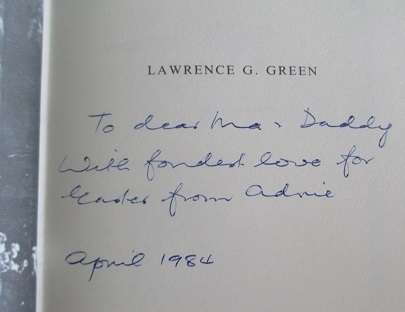 LAWRENCE G. GREEN
To dear Ma & Daddy
With fondest love for
Easter from Adrie
April 1984